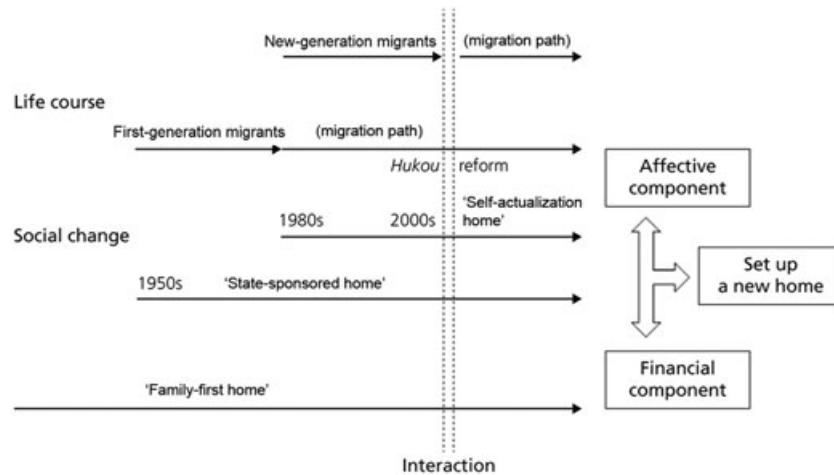 New-generation migrants (migration path)
Life course
First-generation migrants (migration path)
Hukou reform
Affective
component
'Self-actualization
home'
1980s 2000s
Social change
Set up
a new home
1950s 'State-sponsored home'
Financial
component
'Family-first home'
Interaction